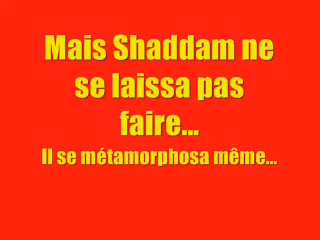 Mais Shaddam ne
se laissa pas
faire...
Il se métamorphosa même...